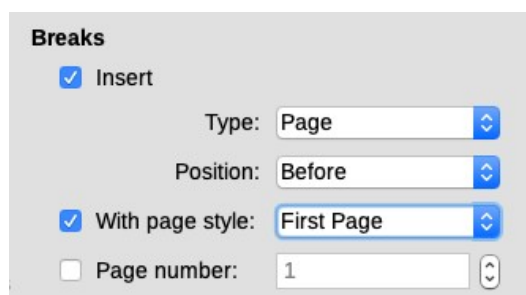 Breaks
Insert
Type: Page
Position: Before
With page style: First Page
Page number: 1